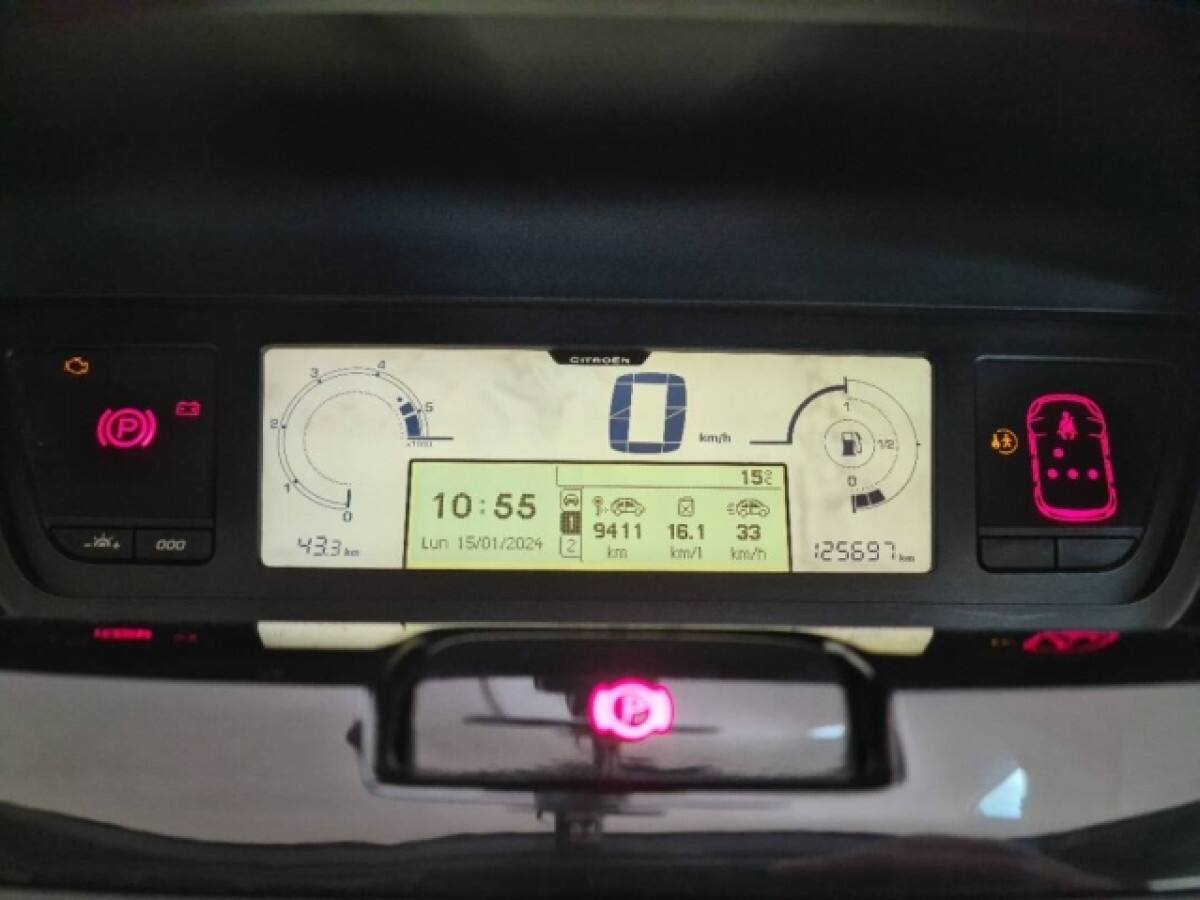 CITROËN
3 4
2 5
x1000
1
0
0 km/h
1
1/2
0
15°C
10:55
9411 16.1 33
Lun 15/01/2024 2 km km/l km/h
43.3 km
125697 km
P
- +
000
P